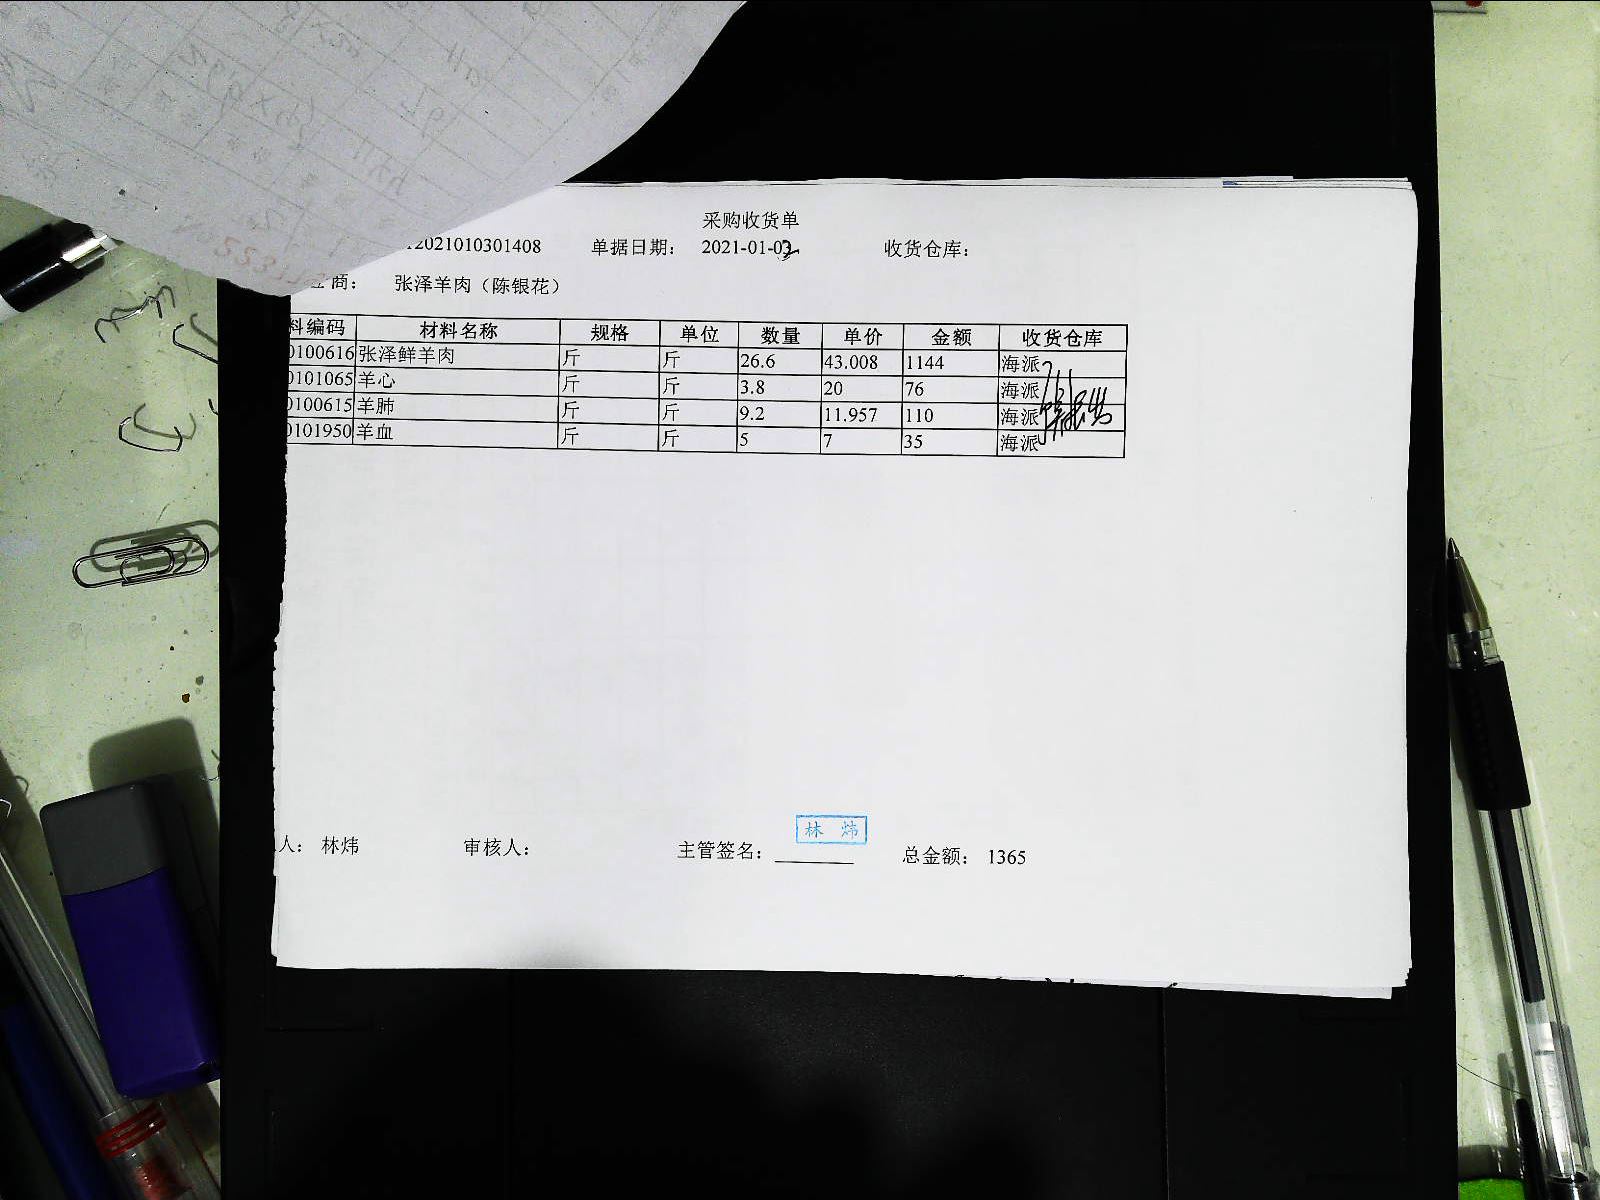 采购收货单
2021010301408 单据日期: 2021-01-0 收货仓库:
商: 张泽羊肉（陈银花）
料编码 材料名称 规格 单位 数量 单价 金额 收货仓库
0100616 张泽鲜羊肉 斤 斤 26.6 43.008 1144 海派
0101065 羊心 斤 斤 3.8 20 76 海派
0100615 羊肺 斤 斤 9.2 11.957 110 海派
0101950 羊血 斤 斤 5 7 35 海派
林 炜
人: 林炜 审核人: 主管签名: 总金额: 1365